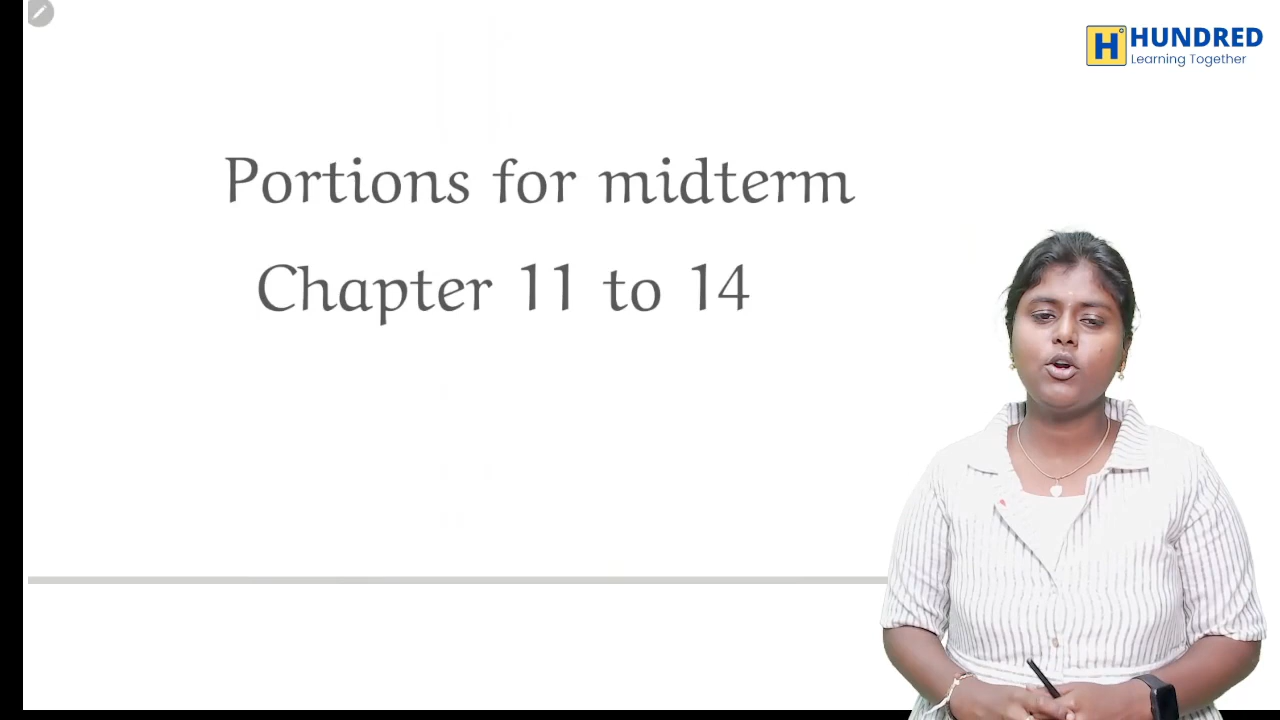 HUNDRED
Learning Together
Portions for midterm
Chapter 11 to 14